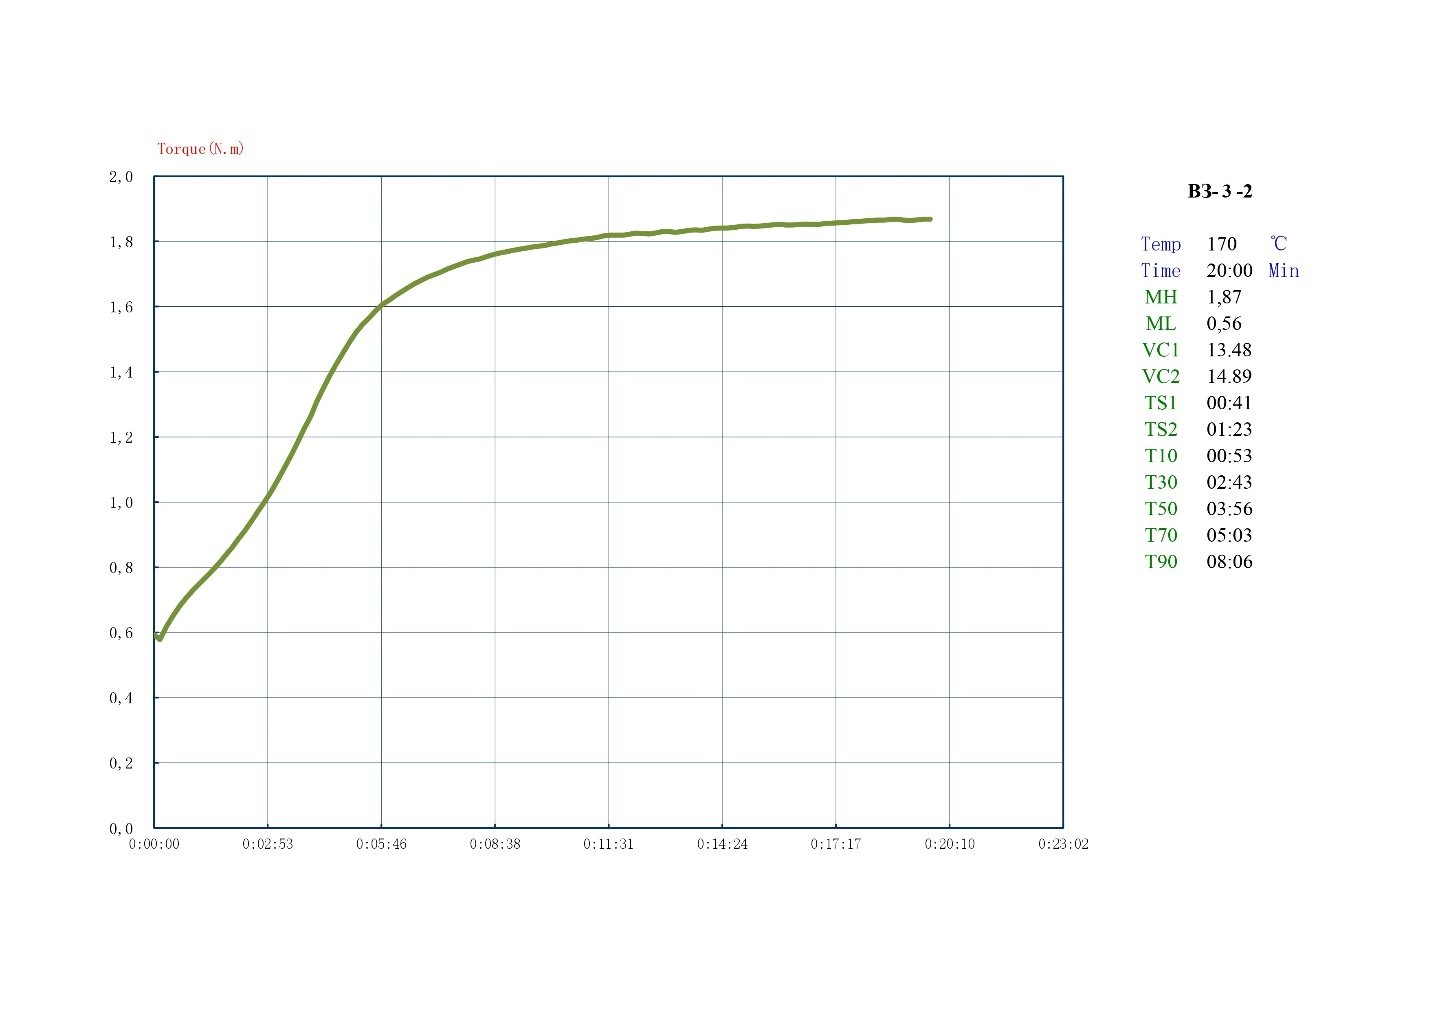 Torque(N.m)
2,0
1,8
1,6
1,4
1,2
1,0
0,8
0,6
0,4
0,2
0,0
0:00:00 0:02:53 0:05:46 0:08:38 0:11:31 0:14:24 0:17:17 0:20:10 0:23:02
ВЗ- 3 -2
Temp 170 ℃
Time 20:00 Min
MH 1,87
ML 0,56
VC1 13.48
VC2 14.89
TS1 00:41
TS2 01:23
T10 00:53
T30 02:43
T50 03:56
T70 05:03
T90 08:06